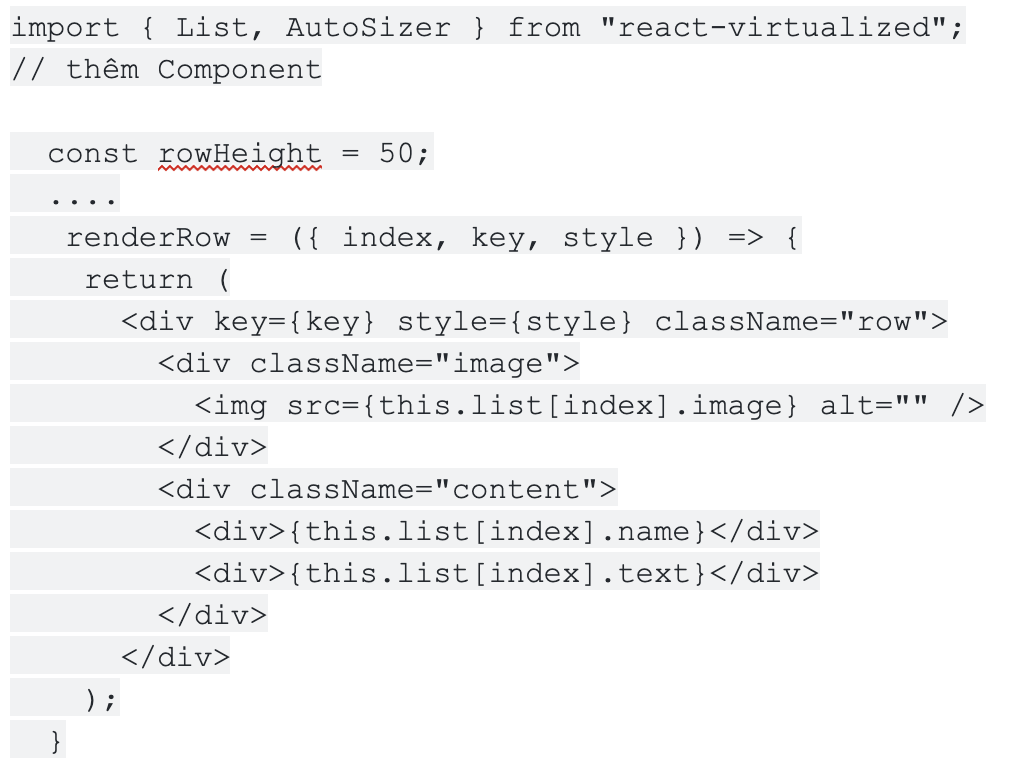 import { List, AutoSizer } from "react-virtualized";
// thêm Component
const rowHeight = 50;
....
renderRow = ({ index, key, style }) => {
return (
<div key={key} style={style} className="row">
<div className="image">
<img src={this.list[index].image} alt="" />
</div>
<div className="content">
<div>{this.list[index].name}</div>
<div>{this.list[index].text}</div>
</div>
</div>
);
}